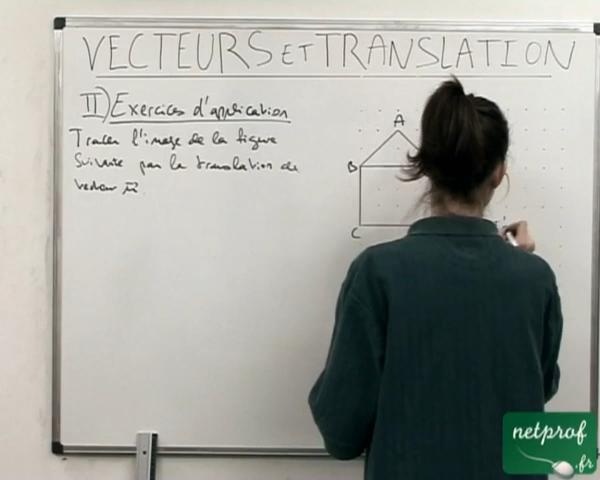 VECTEURS ET TRANSLATION
II) Exercices d'application
Tracer l'image de la figure
suivante par la translation de
vecteur u
A
B
C
netprof
.fr